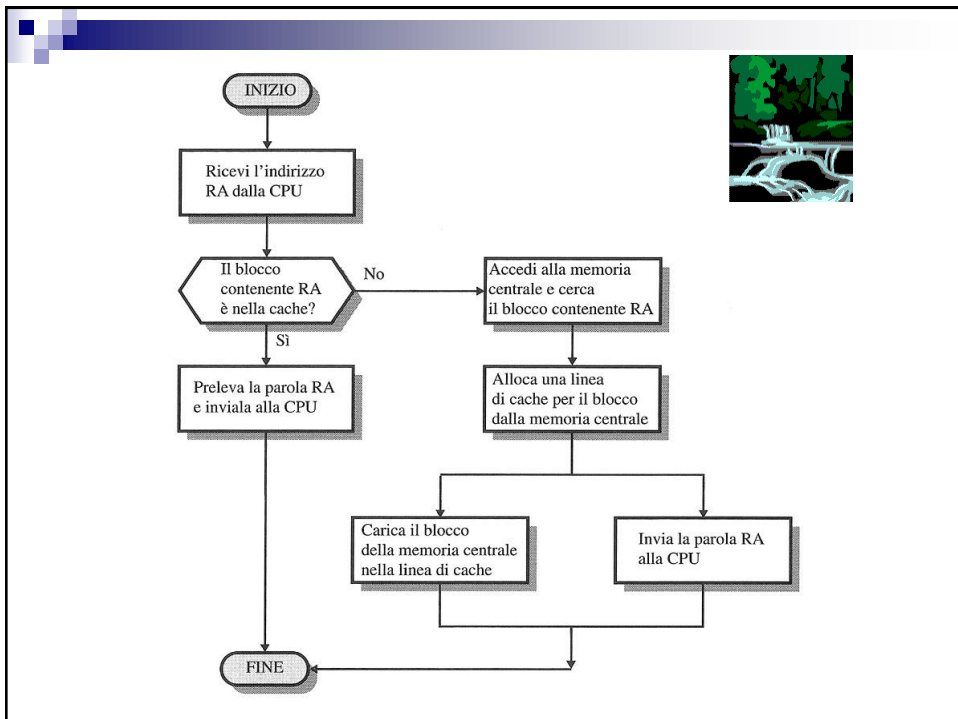 INIZIO
Ricevi l'indirizzo
RA dalla CPU
Il blocco
contenente RA
è nella cache?
No
Accedi alla memoria
centrale e cerca
il blocco contenente RA
Sì
Preleva la parola RA
e inviala alla CPU
Alloca una linea
di cache per il blocco
dalla memoria centrale
Carica il blocco
della memoria centrale
nella linea di cache
Invia la parola RA
alla CPU
FINE